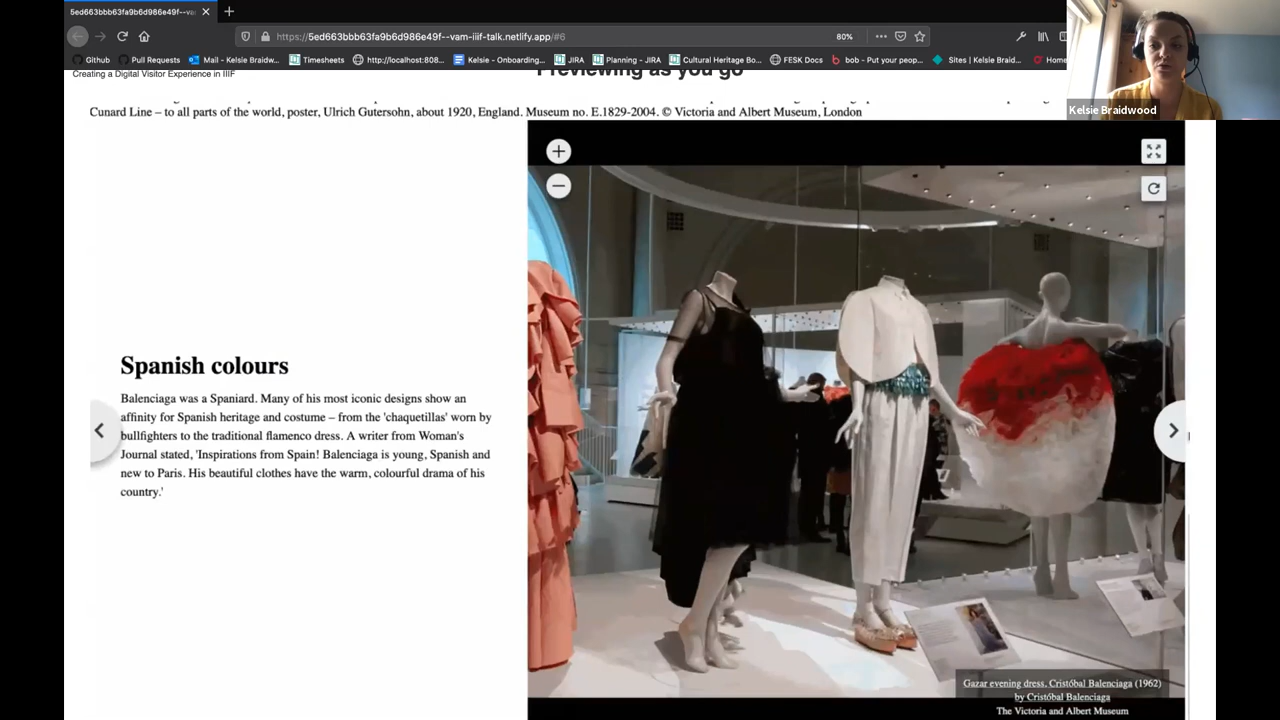 5ed663bbb63fa9b6d986e49f--va
https://5ed663bbb63fa9b6d986e49f--vam-iiif-talk.netlify.app/#6
80%
Github
Pull Requests
Mail - Kelsie Braidw...
Timesheets
http://localhost:808...
Kelsie - Onboarding...
JIRA
Planning - JIRA
Cultural Heritage Bo...
FESK Docs
bob - Put your peop...
Sites | Kelsie Braid...
Home
Kelsie Braidwood
Creating a Digital Visitor Experience in IIIF
Previewing as you go
Cunard Line – to all parts of the world, poster, Ulrich Gutersohn, about 1920, England. Museum no. E.1829-2004. © Victoria and Albert Museum, London
Spanish colours
Balenciaga was a Spaniard. Many of his most iconic designs show an
affinity for Spanish heritage and costume – from the 'chaquetillas' worn by
bullfighters to the traditional flamenco dress. A writer from Woman's
Journal stated, 'Inspirations from Spain! Balenciaga is young, Spanish and
new to Paris. His beautiful clothes have the warm, colourful drama of his
country.'
Gazar evening dress, Cristóbal Balenciaga (1962)
by Cristóbal Balenciaga
The Victoria and Albert Museum